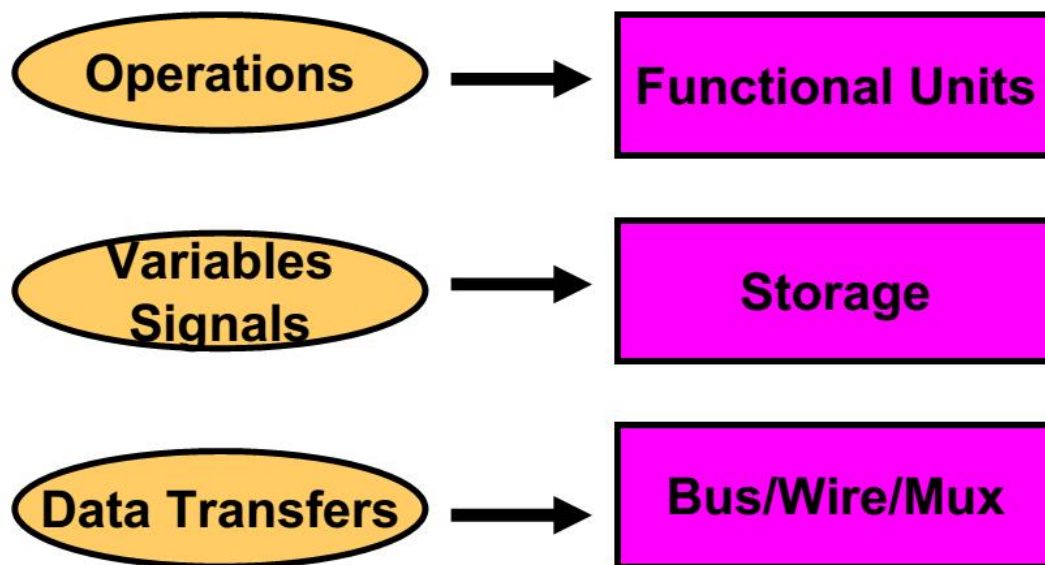 Operations
Functional Units
Variables
Signals
Storage
Data Transfers
Bus/Wire/Mux